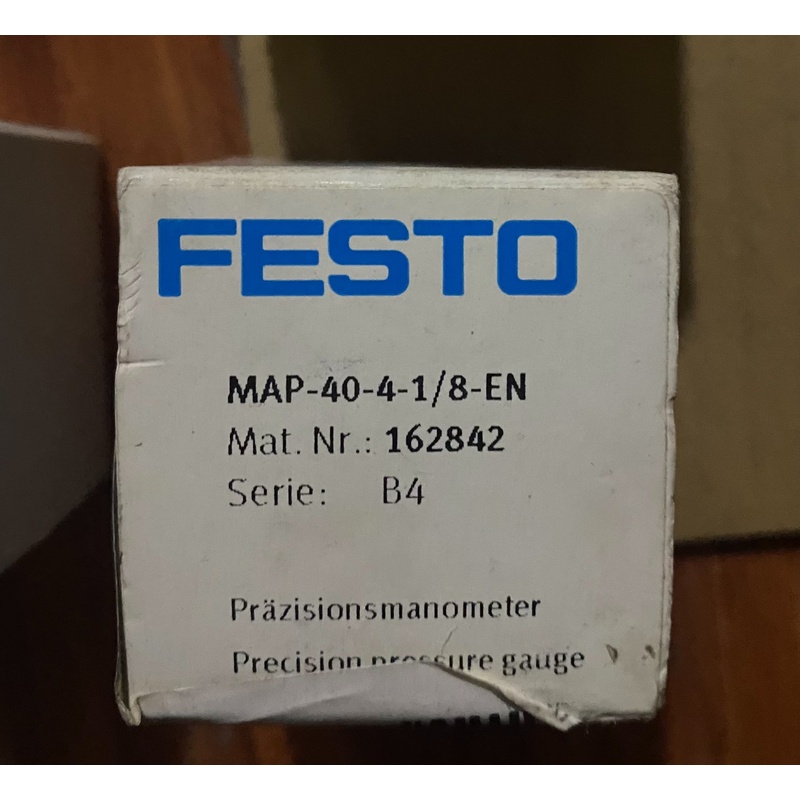 FESTO
MAP-40-4-1/8-EN
Mat. Nr.: 162842
Serie: B4
Präzisionsmanometer
Precision pressure gauge